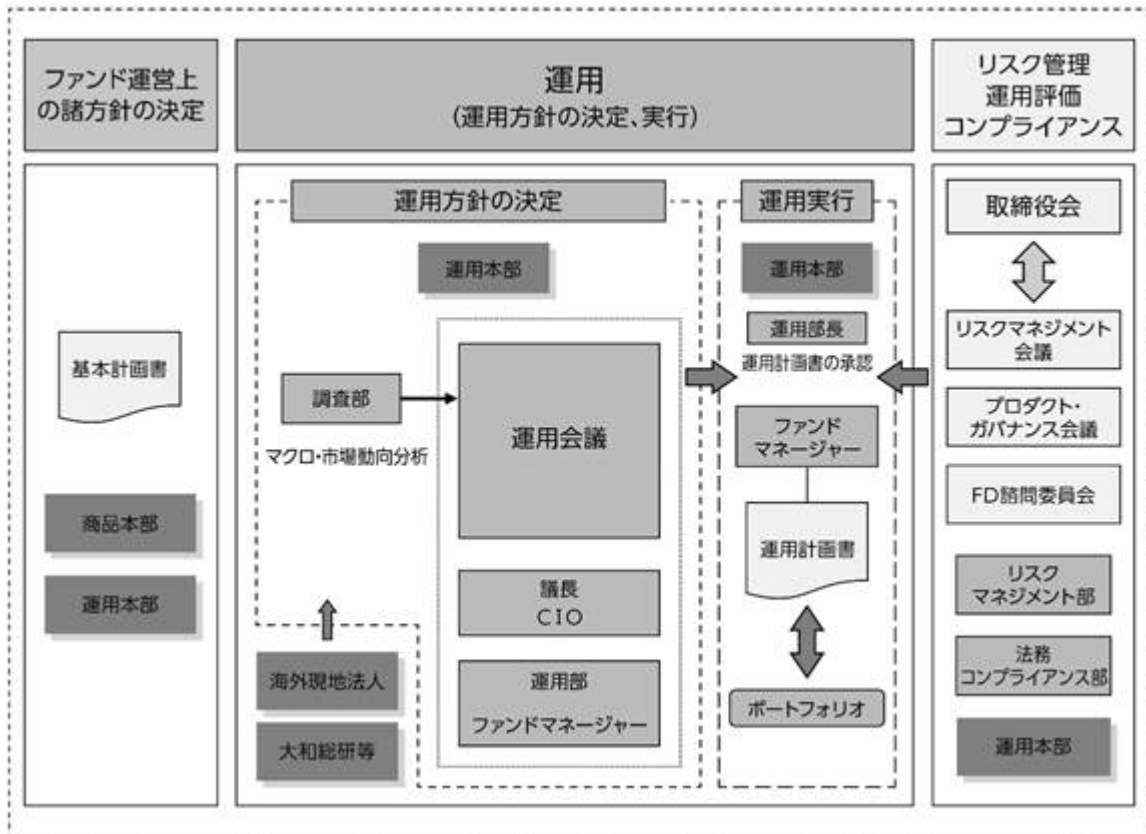 ファンド運営上
の諸方針の決定
運用
(運用方針の決定、実行)
リスク管理
運用評価
コンプライアンス
基本計画書
商品本部
運用本部
運用方針の決定
運用本部
調査部
マクロ・市場動向分析
運用会議
議長
CIO
運用部
ファンドマネージャー
海外現地法人
大和総研等
運用実行
運用本部
運用部長
運用計画書の承認
ファンド
マネージャー
運用計画書
ポートフォリオ
取締役会
リスクマネジメント
会議
プロダクト・
ガバナンス会議
FD諮問委員会
リスク
マネジメント部
法務
コンプライアンス部
運用本部